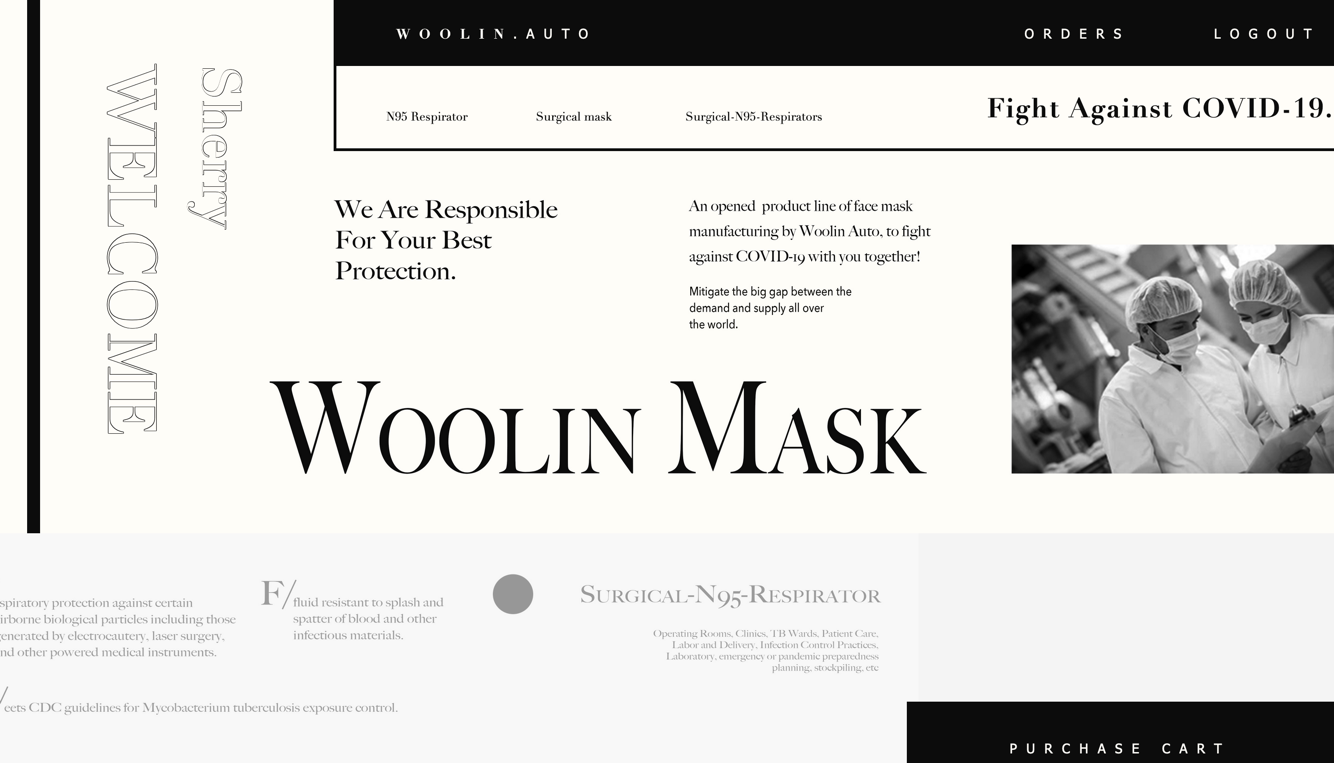 WOOLIN.AUTO
ORDERS
LOGOUT
N95 Respirator
Surgical mask
Surgical-N95-Respirators
Fight Against COVID-19.
WELCOME
Sherry
We Are Responsible
For Your Best
Protection.
An opened product line of face mask
manufacturing by Woolin Auto, to fight
against COVID-19 with you together!
Mitigate the big gap between the
demand and supply all over
the world.
Woolin Mask
spiratory protection against certain
irborne biological particles including those
enerated by electrocautery, laser surgery,
nd other powered medical instruments.
F/fluid resistant to splash and
spatter of blood and other
infectious materials.
Surgical-N95-Respirator
Operating Rooms, Clinics, TB Wards, Patient Care,
Labor and Delivery, Infection Control Practices,
Laboratory, emergency or pandemic preparedness
planning, stockpiling, etc
/eets CDC guidelines for Mycobacterium tuberculosis exposure control.
PURCHASE CART